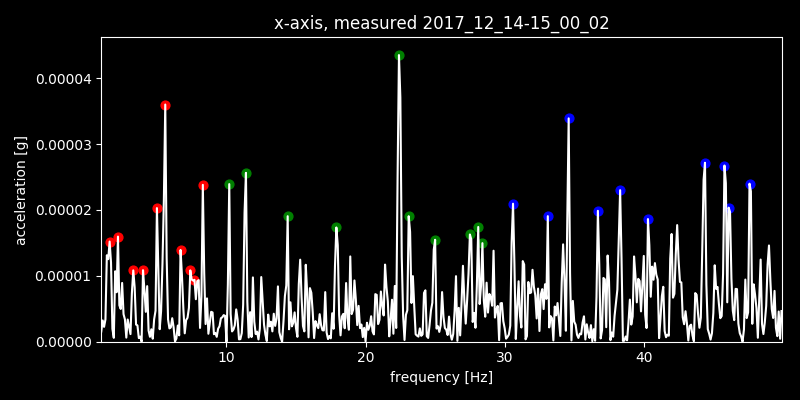 x-axis, measured 2017_12_14-15_00_02
0.00004
0.00003
0.00002
0.00001
0.00000
acceleration [g]
10 20 30 40
frequency [Hz]